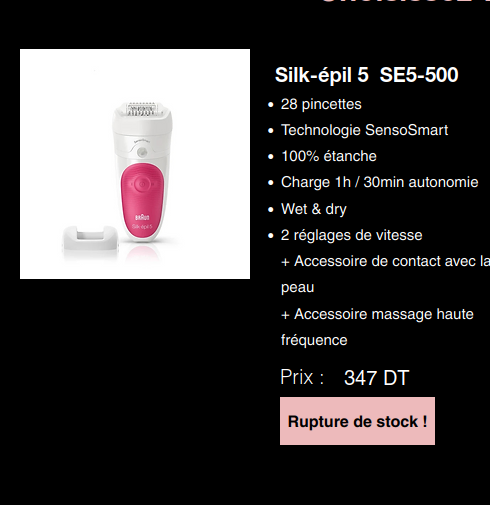 Silk-épil 5 SE5-500
28 pincettes
Technologie SensoSmart
100% étanche
Charge 1h / 30min autonomie
Wet & dry
2 réglages de vitesse
+ Accessoire de contact avec la
peau
+ Accessoire massage haute
fréquence
Prix : 347 DT
Rupture de stock !
BRAUN
Silk·épil 5